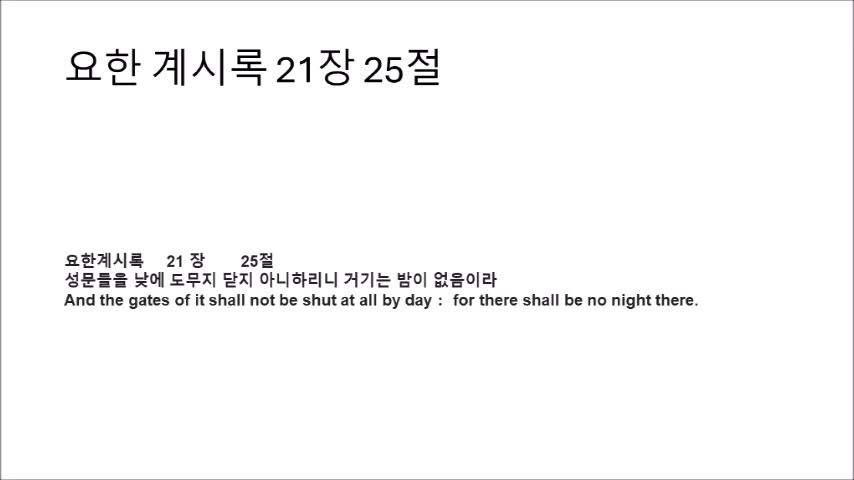 요한 계시록 21장 25절
요한계시록 21 장 25절
성문들을 낮에 도무지 닫지 아니하리니 거기는 밤이 없음이라
And the gates of it shall not be shut at all by day : for there shall be no night there.